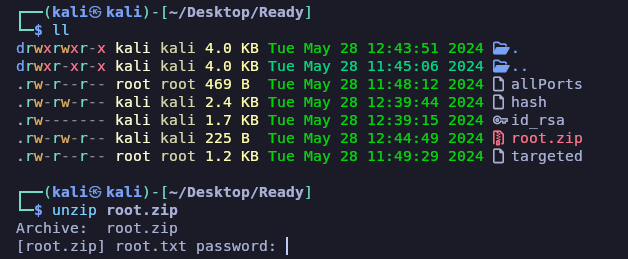 ┌──(kali㉿kali)-[~/Desktop/Ready]
└─$ ll
drwxrwxr-x kali kali 4.0 KB Tue May 28 12:43:51 2024 .
drwxr-xr-x kali kali 4.0 KB Tue May 28 11:45:06 2024 ..
.rw-r--r-- root root 469 B Tue May 28 11:48:12 2024 allPorts
.rw-rw-r-- kali kali 2.4 KB Tue May 28 12:39:44 2024 hash
.rw------- kali kali 1.7 KB Tue May 28 12:39:15 2024 id_rsa
.rw-rw-r-- kali kali 225 B Tue May 28 12:44:49 2024 root.zip
.rw-r--r-- root root 1.2 KB Tue May 28 11:49:29 2024 targeted
┌──(kali㉿kali)-[~/Desktop/Ready]
└─$ unzip root.zip
Archive:  root.zip
[root.zip] root.txt password: